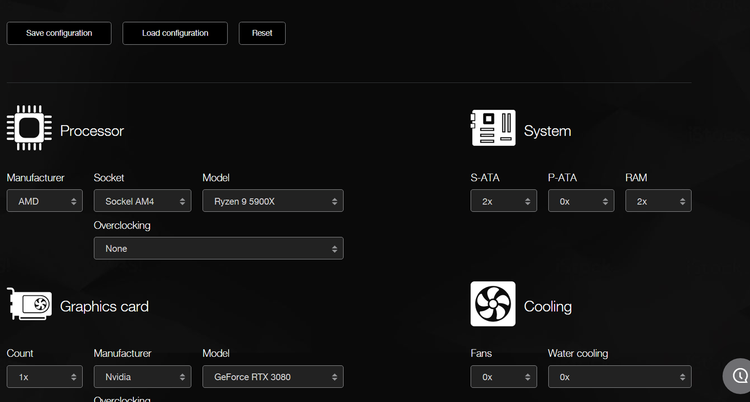 Save configuration
Load configuration
Reset
Processor
Manufacturer
Socket
Model
AMD
Sockel AM4
Ryzen 9 5900X
Overclocking
None
System
S-ATA
P-ATA
RAM
2x
0x
2x
Graphics card
Count
Manufacturer
Model
1x
Nvidia
GeForce RTX 3080
Overclocking
Cooling
Fans
Water cooling
0x
0x